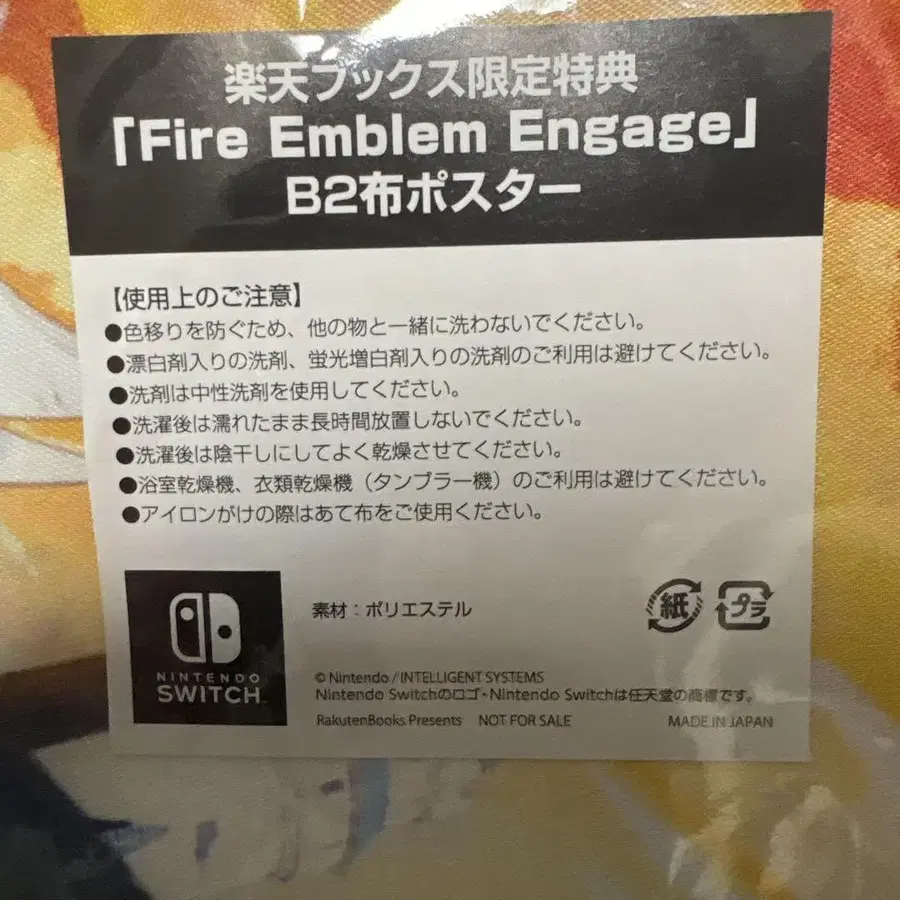 楽天ブックス限定特典
「Fire Emblem Engage」
B2布ポスター
【使用上のご注意】
●色移りを防ぐため、他の物と一緒に洗わないでください。
●漂白剤入りの洗剤、蛍光増白剤入りの洗剤のご利用は避けてください。
●洗剤は中性洗剤を使用してください。
●洗濯後は濡れたまま長時間放置しないでください。
●洗濯後は陰干しにしてよく乾燥させてください。
●浴室乾燥機、衣類乾燥機（タンブラー機）のご利用は避けてください。
●アイロンがけの際はあて布をご使用ください。
NINTENDO
SWITCH
素材：ポリエステル
紙 プラ
© Nintendo / INTELLIGENT SYSTEMS
Nintendo Switchのロゴ・Nintendo Switchは任天堂の商標です。
RakutenBooks Presents NOT FOR SALE MADE IN JAPAN